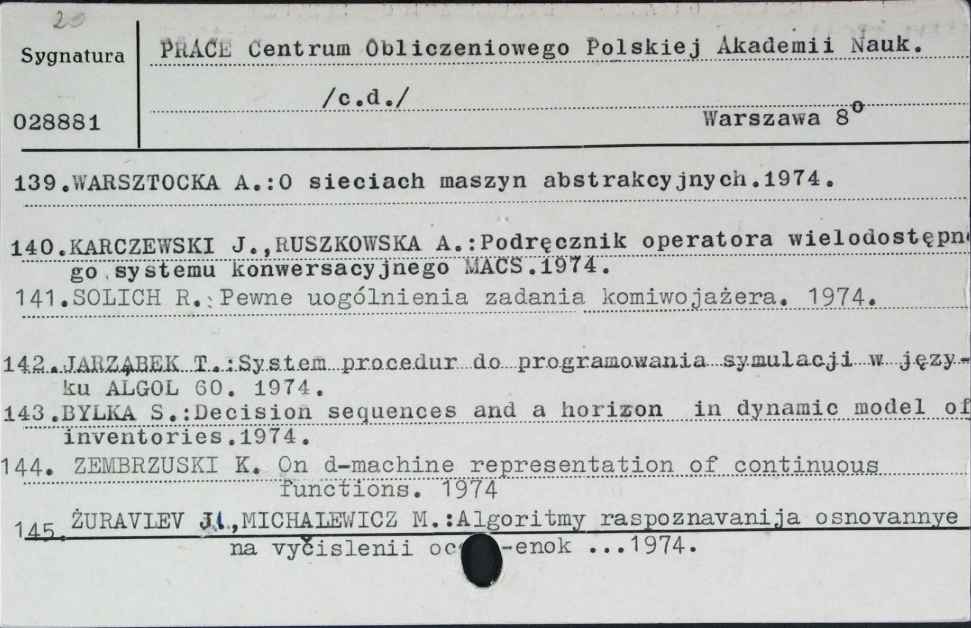 20
Sygnatura
PRACE Centrum Obliczeniowego Polskiej Akademii Nauk.
/c.d./
028881
Warszawa 8º
139.WARSZTOCKA A.:O sieciach maszyn abstrakcyjnych.1974.
140.KARCZEWSKI J.,RUSZKOWSKA A.:Podręcznik operatora wielodostępne
go systemu konwersacyjnego MACS.1974.
141.SOLICH R.:Pewne uogólnienia zadania komiwojażera. 1974.
142.JARZĄBEK T.:System procedur do programowania symulacji w języ-
ku ALGOL 60. 1974.
143.BYLKA S.:Decision sequences and a horizon in dynamic model of
inventories.1974.
144. ZEMBRZUSKI K. On d-machine representation of continuous
functions. 1974
145. ŻURAVLEV J.,MICHALEWICZ M.:Algoritmy raspoznavanija osnovannye
na vyčislenii -enok ...1974.